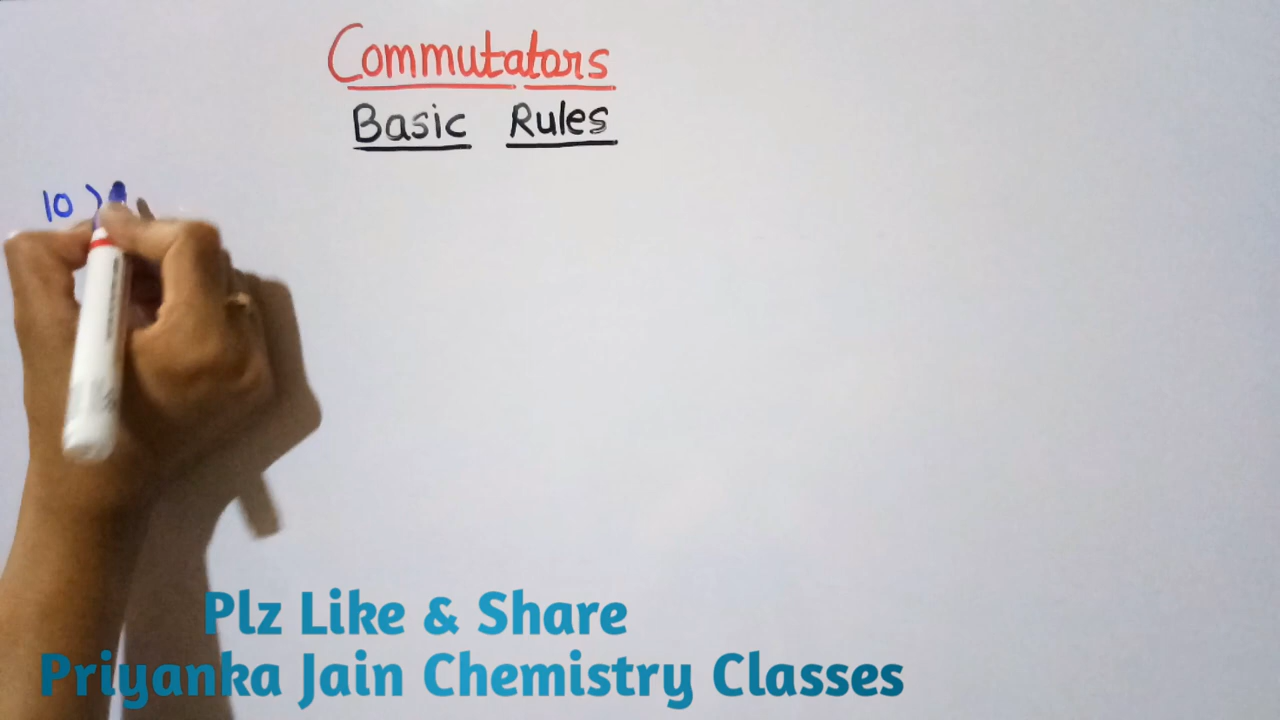 Commutators
Basic Rules
10)
Plz Like & Share
Priyanka Jain Chemistry Classes